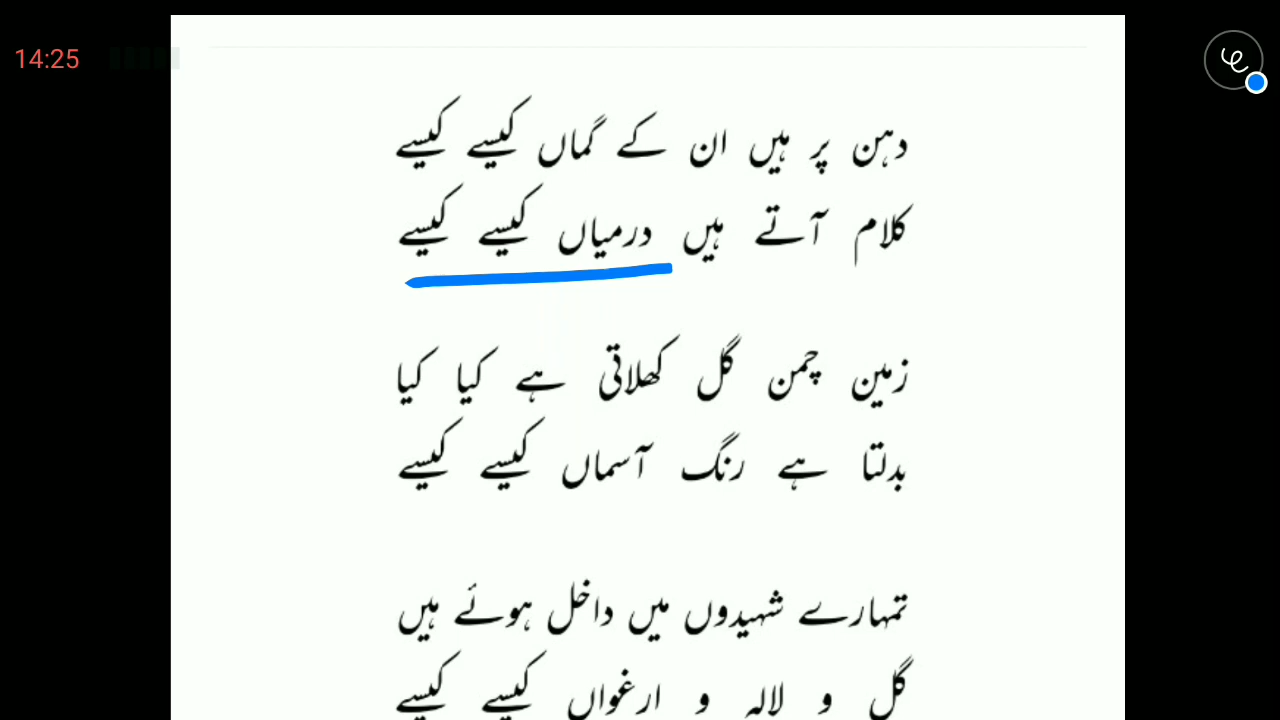 14:25
دہن پر ہیں ان کے گماں کیسے کیسے
کلام آتے ہیں درمیاں کیسے کیسے
زمین چمن گل کھلاتی ہے کیا کیا
بدلتا ہے رنگ آسماں کیسے کیسے
تمہارے شہیدوں میں داخل ہوئے ہیں
گل و لالہ و ارغواں کیسے کیسے